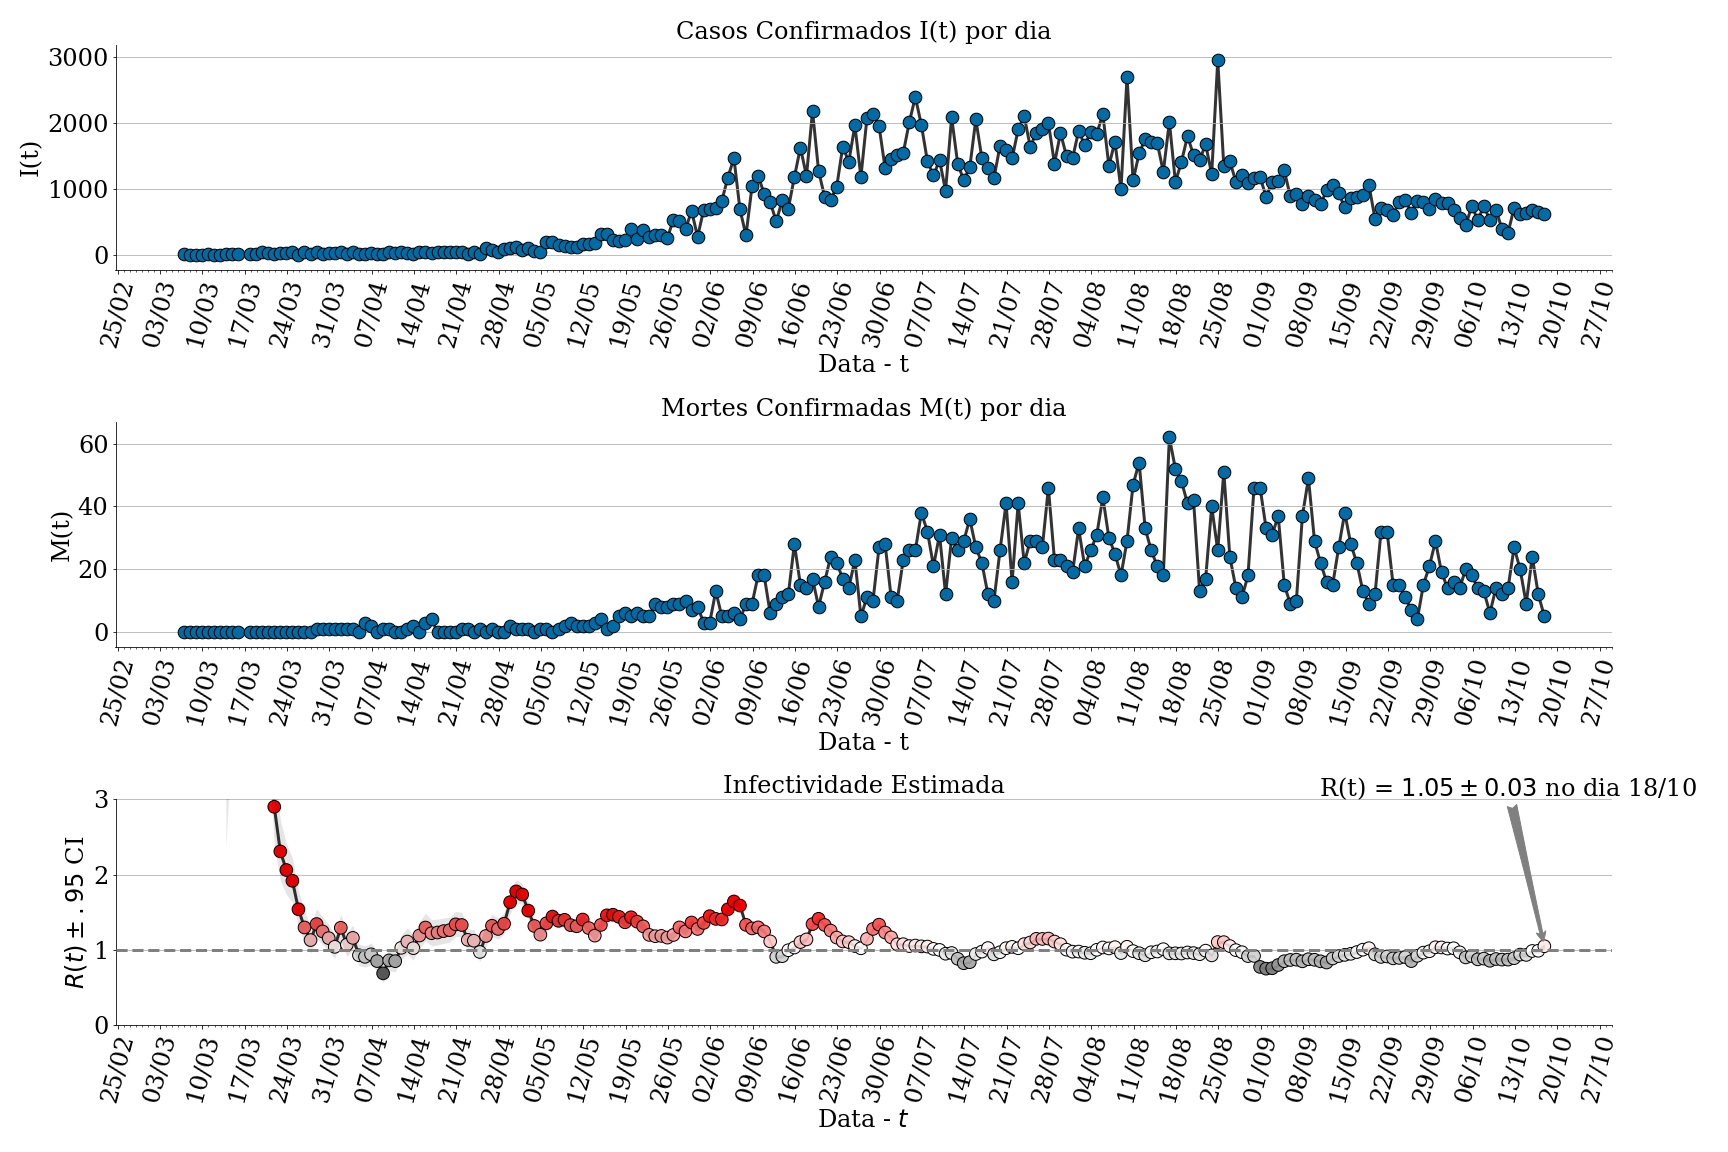 Casos Confirmados I(t) por dia
I(t)
3000
2000
1000
0
25/02 03/03 10/03 17/03 24/03 31/03 07/04 14/04 21/04 28/04 05/05 12/05 19/05 26/05 02/06 09/06 16/06 23/06 30/06 07/07 14/07 21/07 28/07 04/08 11/08 18/08 25/08 01/09 08/09 15/09 22/09 29/09 06/10 13/10 20/10 27/10
Data - t
Mortes Confirmadas M(t) por dia
M(t)
60
40
20
0
25/02 03/03 10/03 17/03 24/03 31/03 07/04 14/04 21/04 28/04 05/05 12/05 19/05 26/05 02/06 09/06 16/06 23/06 30/06 07/07 14/07 21/07 28/07 04/08 11/08 18/08 25/08 01/09 08/09 15/09 22/09 29/09 06/10 13/10 20/10 27/10
Data - t
Infectividade Estimada
R(t) = 1.05 ± 0.03 no dia 18/10
R(t) ± .95 CI
3
2
1
0
25/02 03/03 10/03 17/03 24/03 31/03 07/04 14/04 21/04 28/04 05/05 12/05 19/05 26/05 02/06 09/06 16/06 23/06 30/06 07/07 14/07 21/07 28/07 04/08 11/08 18/08 25/08 01/09 08/09 15/09 22/09 29/09 06/10 13/10 20/10 27/10
Data - t